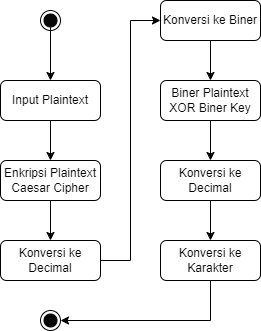 Input Plaintext
Enkripsi Plaintext
Caesar Cipher
Konversi ke
Decimal
Konversi ke Biner
Biner Plaintext
XOR Biner Key
Konversi ke
Decimal
Konversi ke
Karakter